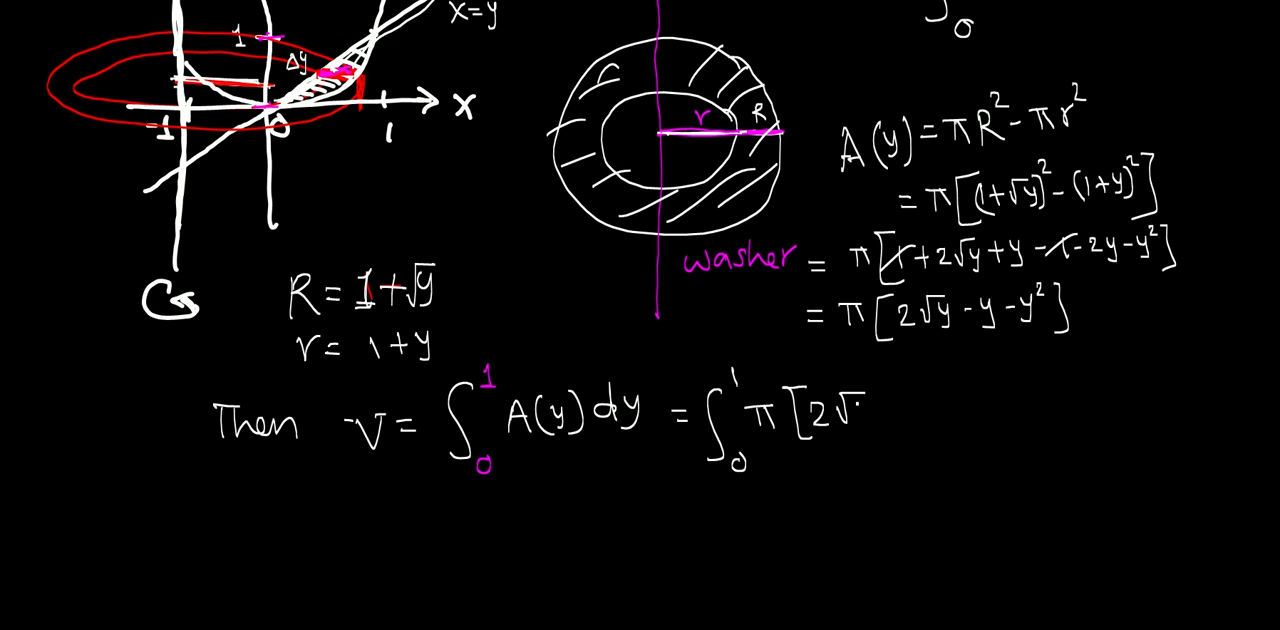 x=y
1
Δy
∫₀
x
-1
0
1
r
R
A(y) = πR² - πr²
= π[(1+√y)² - (1+y)²]
washer
= π[1+2√y+y-1-2y-y²]
= π[2√y - y - y²]
R = 1+√y
r = 1+y
Then V = ∫₀¹ A(y) dy = ∫₀¹ π[2√